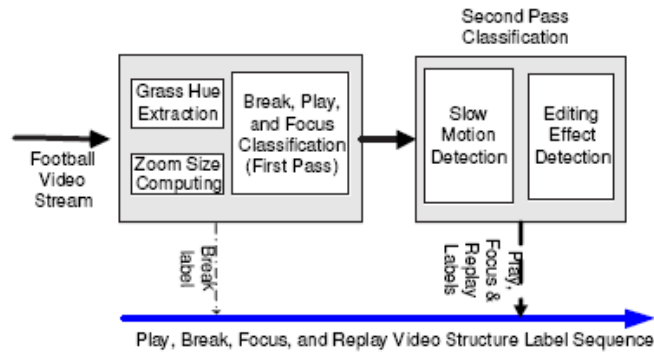 Second Pass
Classification
Grass Hue
Extraction
Zoom Size
Computing
Break, Play,
and Focus
Classification
(First Pass)
Slow
Motion
Detection
Editing
Effect
Detection
Football
Video
Stream
Break
label
Play,
Focus &
Replay
Labels
Play, Break, Focus, and Replay Video Structure Label Sequence